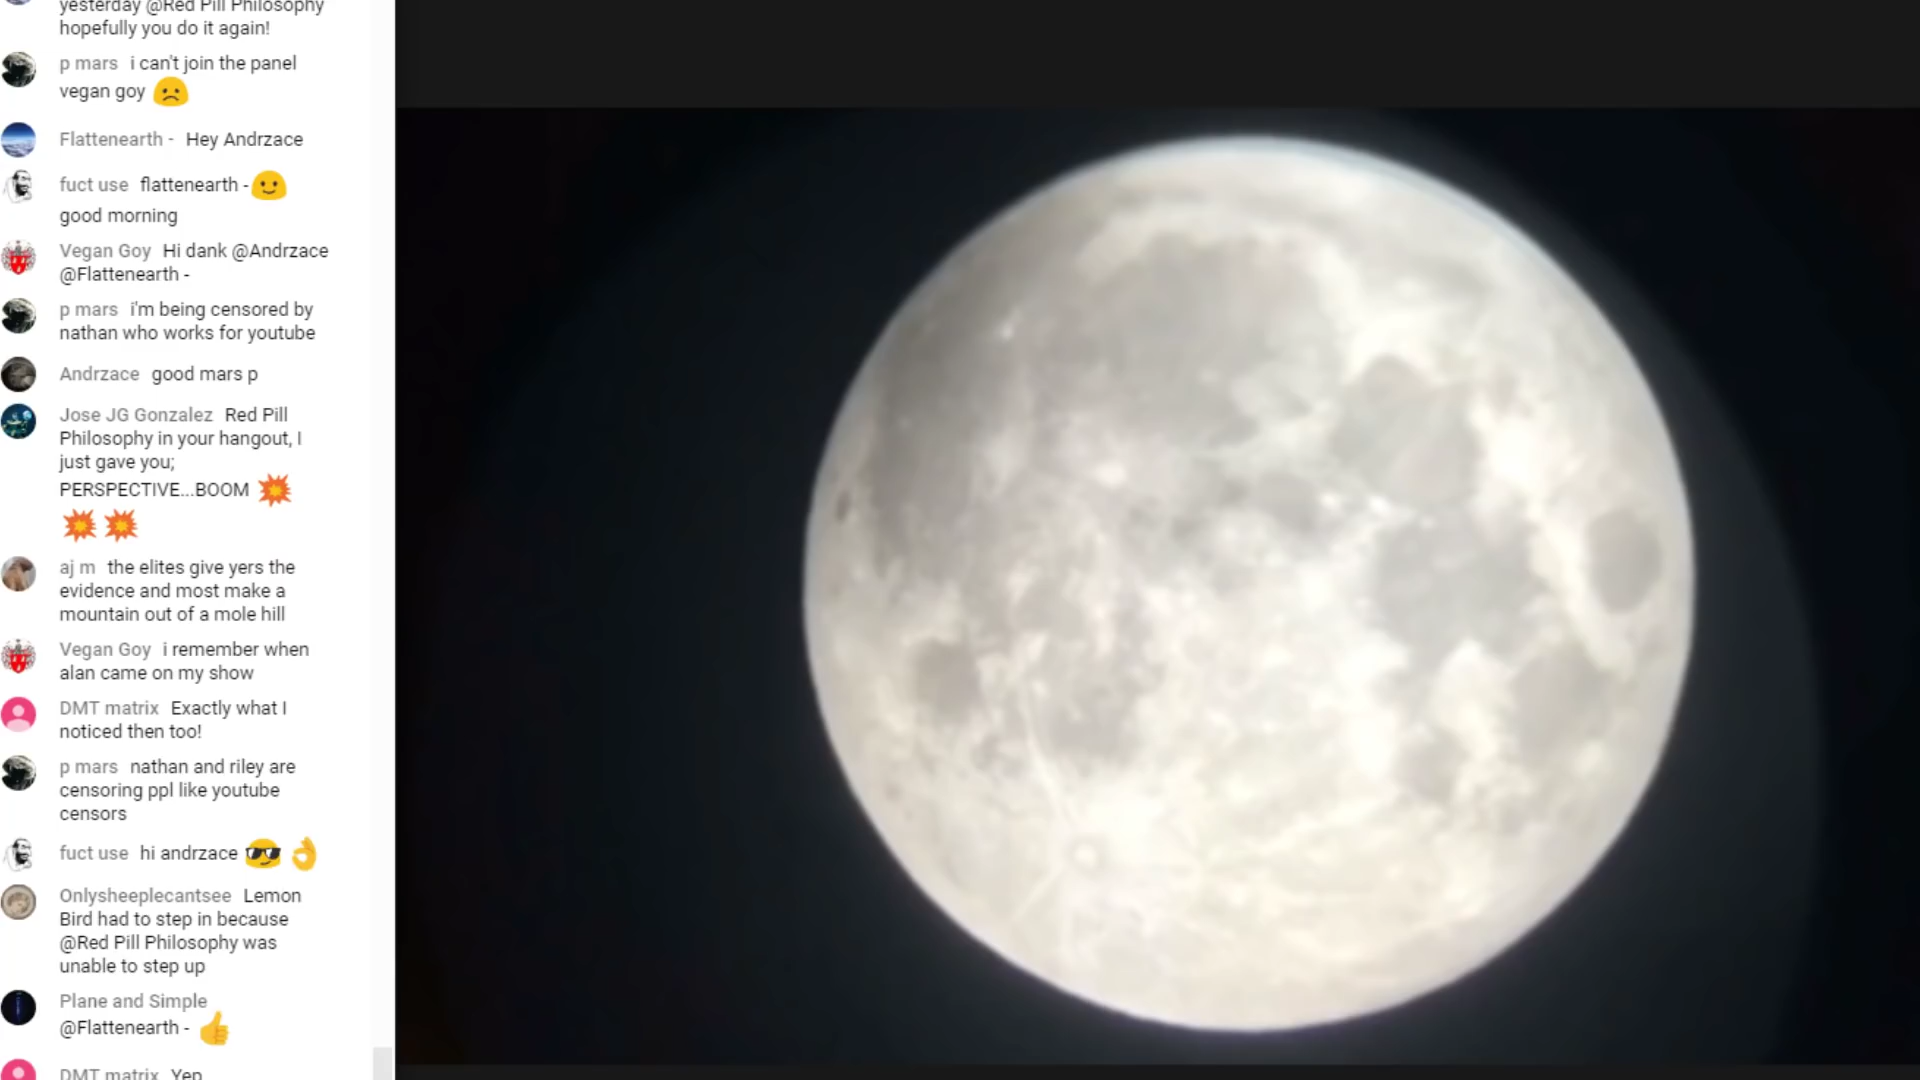 yesterday @Red Pill Philosophy
hopefully you do it again!
p mars i can't join the panel
vegan goy ☹️
Flattenearth - Hey Andrzace
fuct use flattenearth - 🙂
good morning
Vegan Goy Hi dank @Andrzace
@Flattenearth -
p mars i'm being censored by
nathan who works for youtube
Andrzace good mars p
Jose JG Gonzalez Red Pill
Philosophy in your hangout, I
just gave you;
PERSPECTIVE...BOOM 💥
💥 💥
aj m the elites give yers the
evidence and most make a
mountain out of a mole hill
Vegan Goy i remember when
alan came on my show
DMT matrix Exactly what I
noticed then too!
p mars nathan and riley are
censoring ppl like youtube
censors
fuct use hi andrzace 😎 👌
Onlysheeplecantsee Lemon
Bird had to step in because
@Red Pill Philosophy was
unable to step up
Plane and Simple
@Flattenearth - 👍
DMT matrix Yep